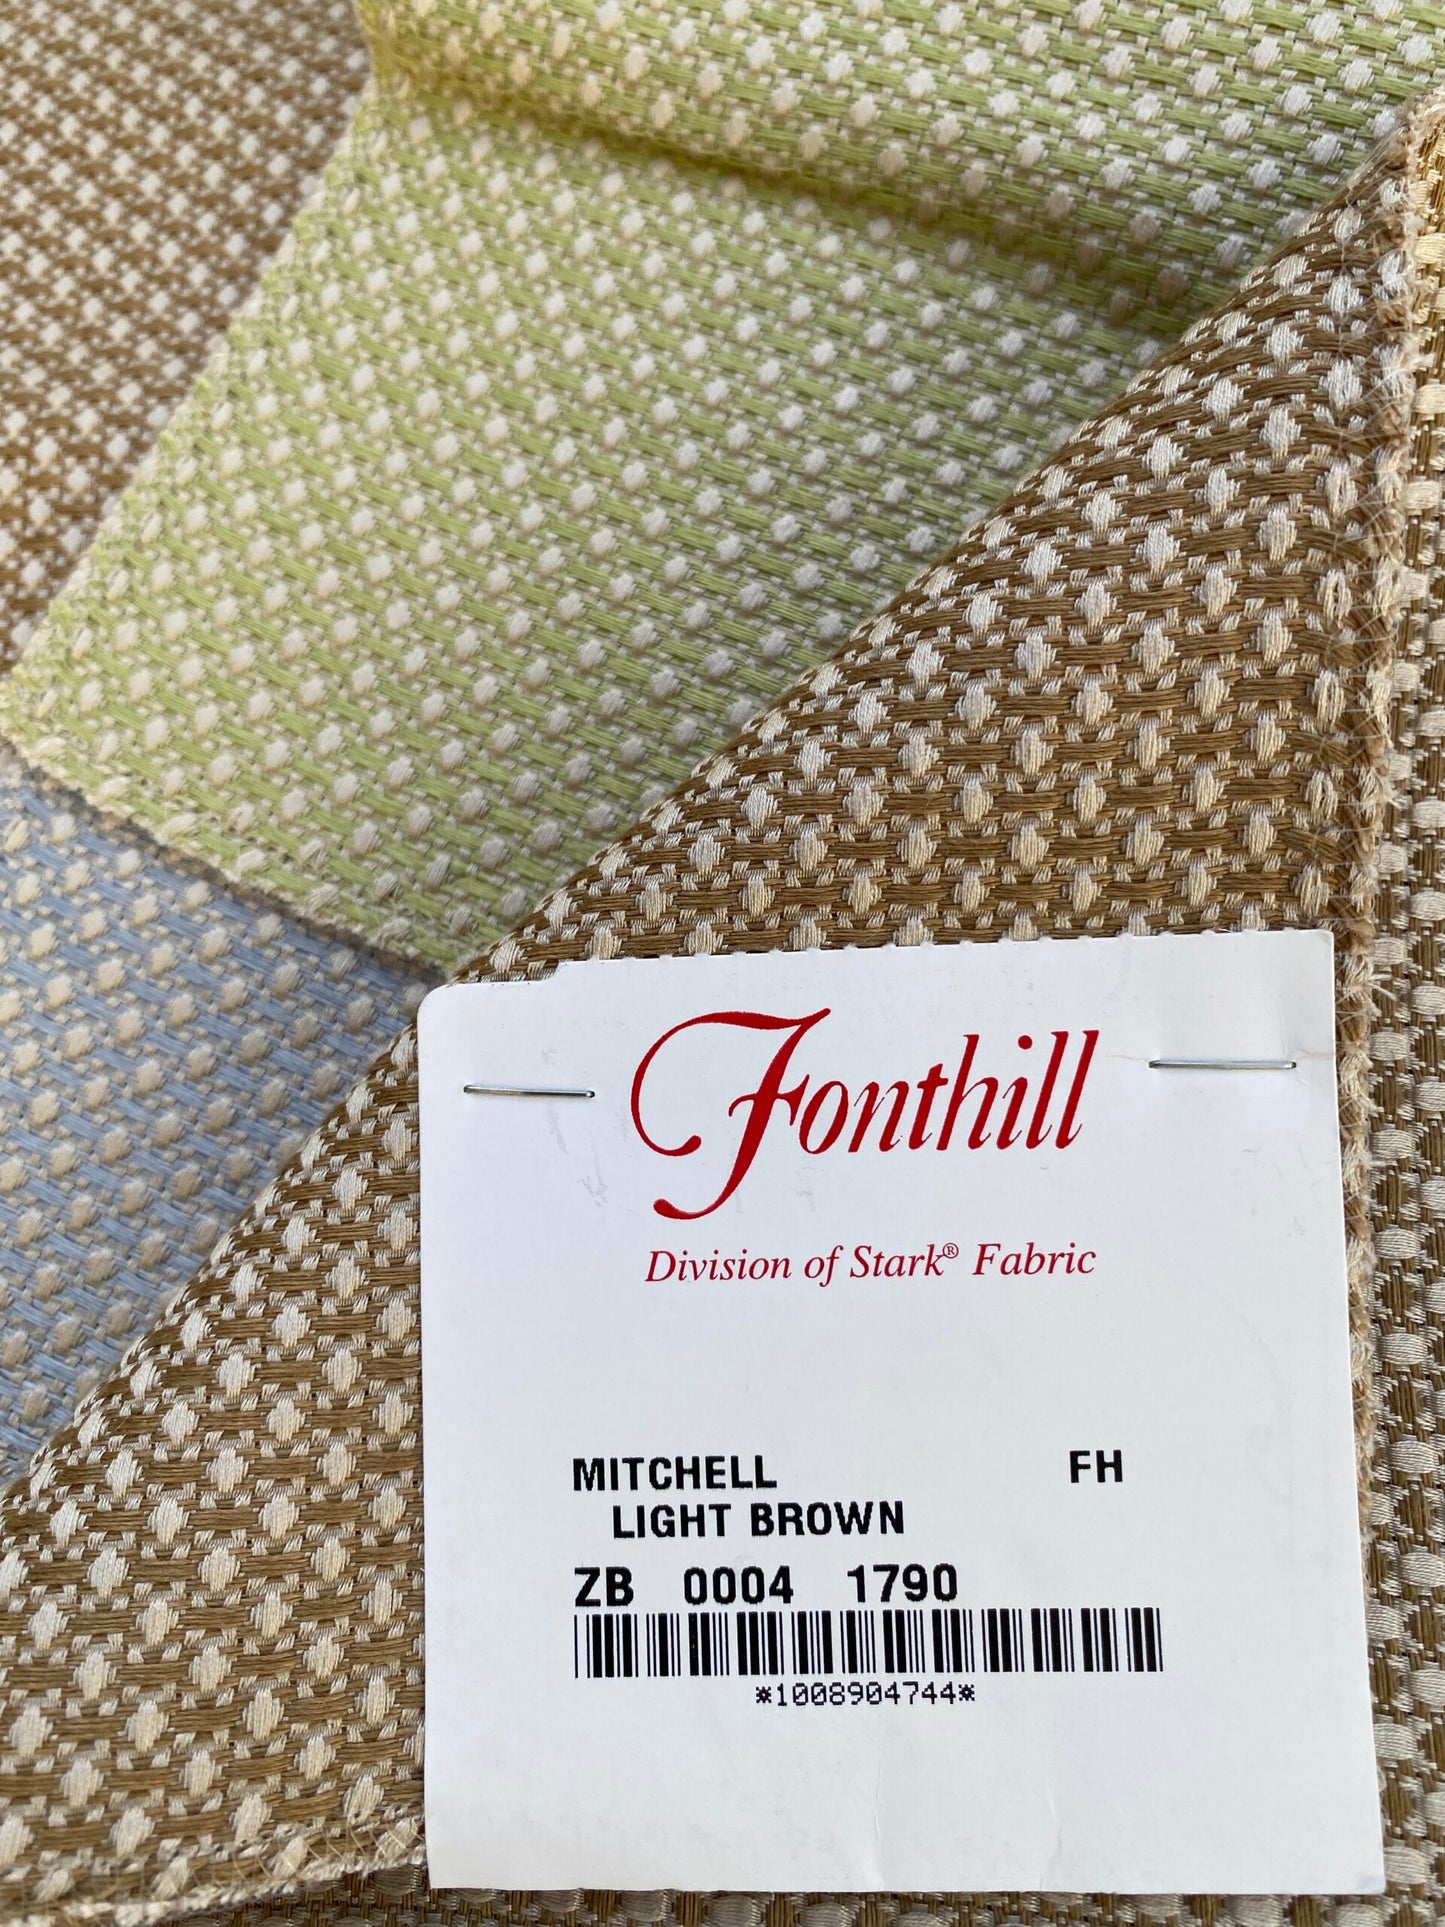 Fonthill
Division of Stark® Fabric
MITCHELL FH
LIGHT BROWN
ZB 0004 1790
*1008904744*